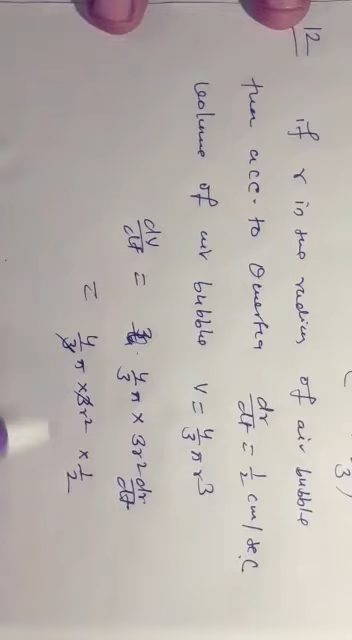 3)
12 if r is the radius of air bubble
then acc. to Question dr/dt = 1/2 cm/sec
volume of air bubble V = 4/3 πr³
dv/dt = 4/3 π × 3r² dr/dt
= 4/3 π × 3r² × 1/2